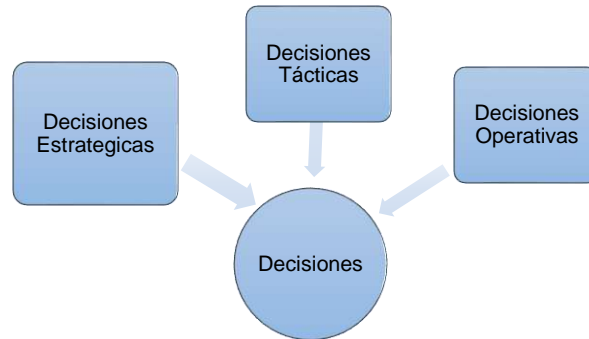 Decisiones
Tácticas
Decisiones
Estrategicas
Decisiones
Operativas
Decisiones